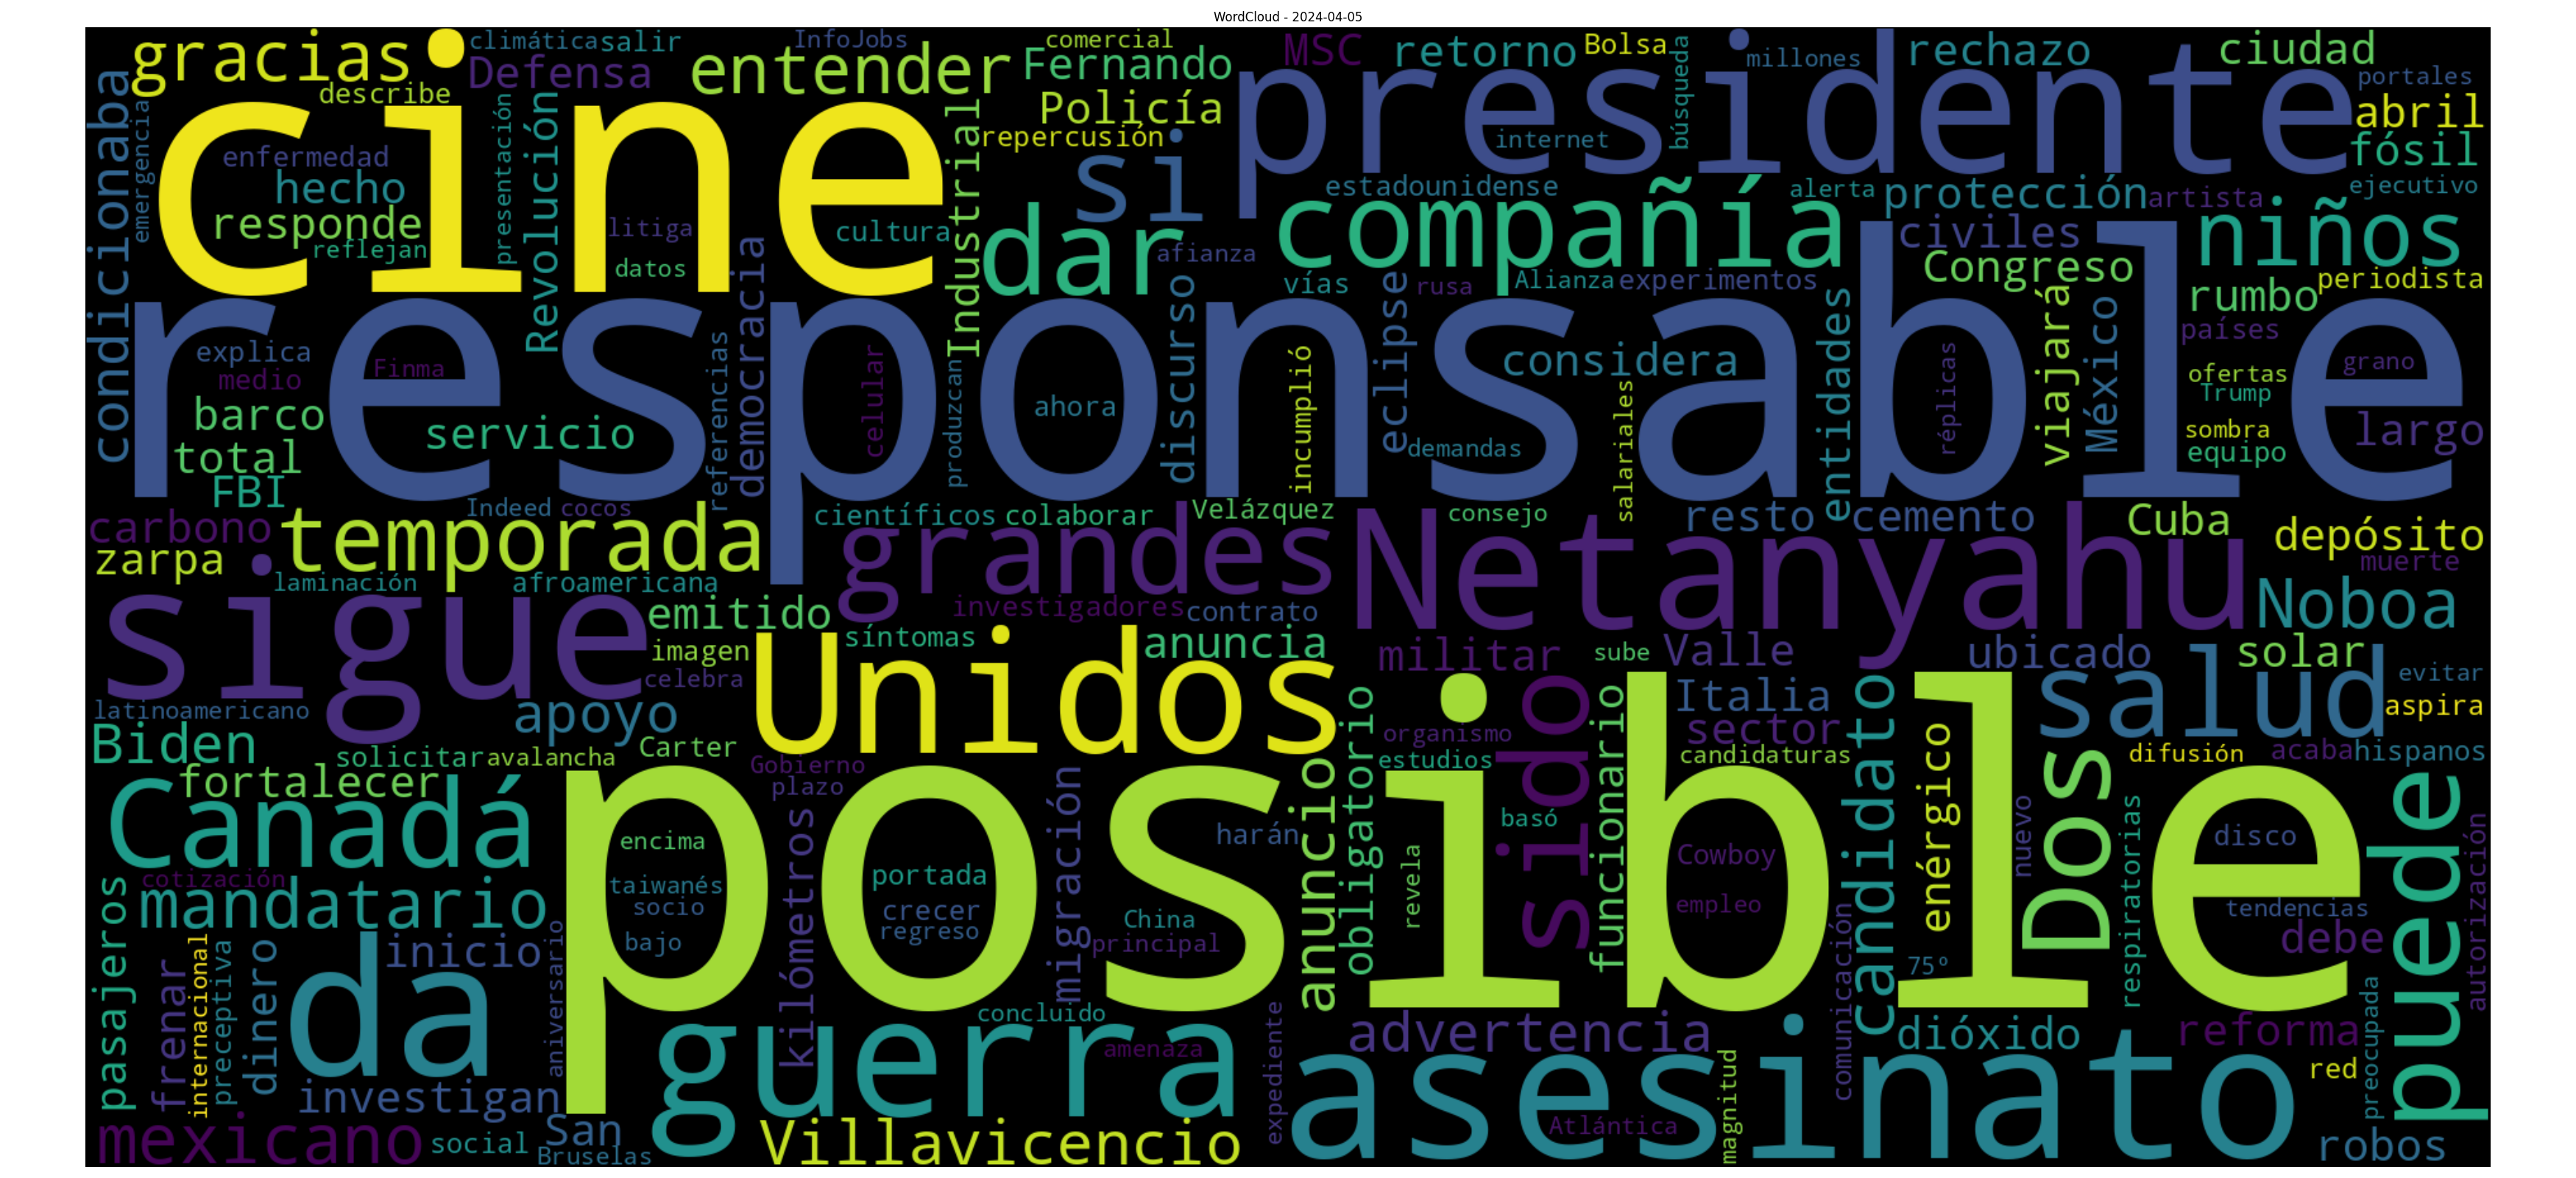 WordCloud - 2024-04-05
gracias
climática
salir
InfoJobs
comercial
MSC
retorno
Bolsa
millones
rechazo
ciudad
Defensa
entender
Fernando
presidente
portales
describe
Policía
búsqueda
abril
condicionaba
emergencia
cine
presentación
Revolución
Industrial
repercusión
internet
fósil
enfermedad
hecho
si
estadounidense
alerta
protección
artista
ejecutivo
responde
litiga
cultura
dar
compañía
civiles
niños
reflejan
datos
democracia
afianza
Congreso
vías
rusa
Alianza
experimentos
rumbo
periodista
responsable
discurso
eclipse
entidades
viajará
México
países
explica
medio
Finma
referencias
celular
produzcan
ahora
incumplió
considera
réplicas
ofertas
Trump
grano
barco
servicio
demandas
salariales
sombra
equipo
largo
total
FBI
Indeed
cocos
científicos
colaborar
Velázquez
consejo
resto
cemento
Cuba
depósito
carbono
temporada
grandes
Netanyahu
zarpa
laminación
afroamericana
muerte
sigue
emitido
investigadores
contrato
Noboa
imagen
Unidos
síntomas
anuncia
militar
sube
Valle
ubicado
solar
celebra
salud
evitar
latinoamericano
apoyo
sido
Italia
aspira
Biden
solicitar
avalancha
Carter
obligatorio
organismo
funcionario
sector
candidato
difusión
acaba
hispanos
fortalecer
Gobierno
estudios
candidaturas
energico
Dos
Canadá
plazo
posible
anuncio
puede
encima
kilómetros
migración
harán
basó
nuevo
respiratorias
disco
autorización
cotización
taiwanés
portada
revela
Cowboy
mandatario
socio
crecer
China
empleo
tendencias
pasajeros
bajo
regreso
principal
debe
inicio
75º
frenar
internacional
preceptiva
dinero
da
aniversario
concluido
comunicación
guerra
amenaza
expediente
advertencia
dióxido
reforma
preocupada
asesinato
red
investigan
magnitud
mexicano
social
San
Bruselas
Villavicencio
Atlántica
robos